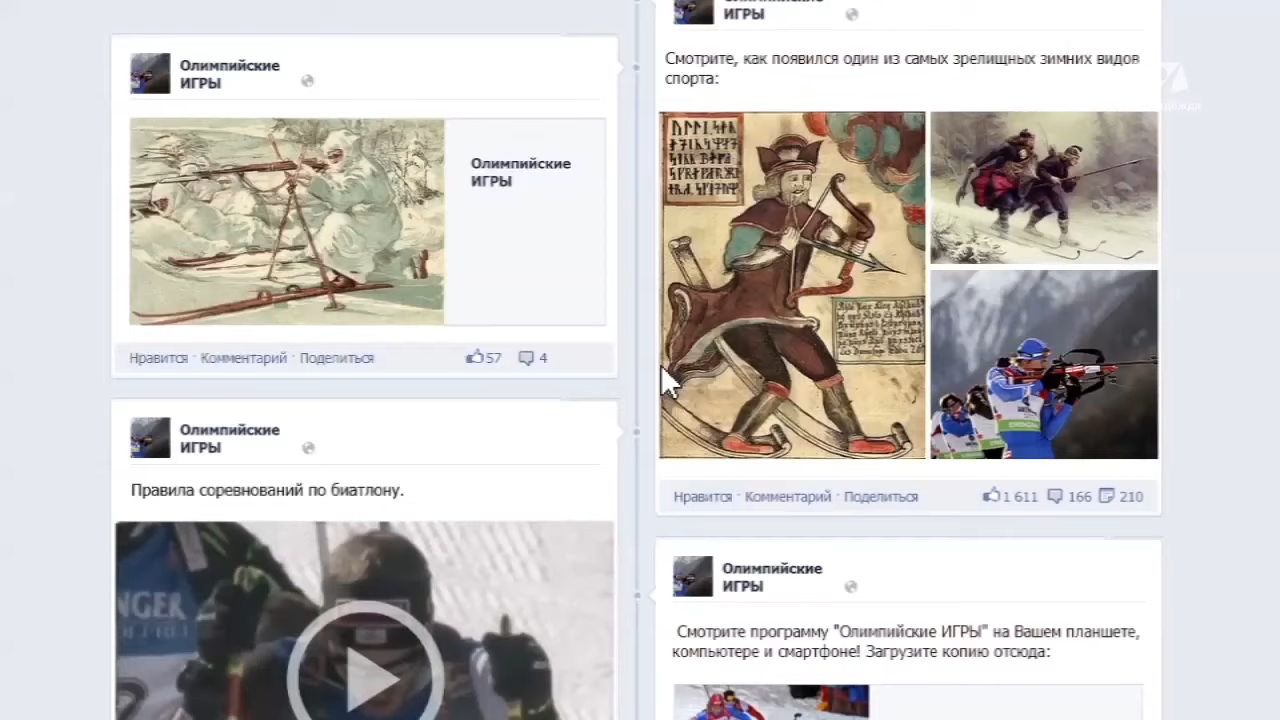 Олимпийские
ИГРЫ
Олимпийские
ИГРЫ
Нравится · Комментарий · Поделиться
57
4
Олимпийские
ИГРЫ
Правила соревнований по биатлону.
NGER
ИГРЫ
Смотрите, как появился один из самых зрелищных зимних видов
спорта:
Нравится · Комментарий · Поделиться
1 611
166
210
Олимпийские
ИГРЫ
Смотрите программу "Олимпийские ИГРЫ" на Вашем планшете,
компьютере и смартфоне! Загрузите копию отсюда: